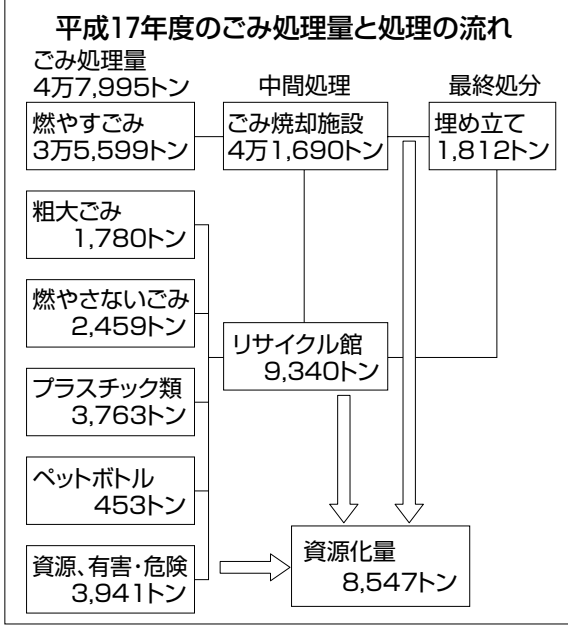 平成17年度のごみ処理量と処理の流れ
ごみ処理量
4万7,995トン
中間処理
最終処分
燃やすごみ
3万5,599トン
ごみ焼却施設
4万1,690トン
埋め立て
1,812トン
粗大ごみ
1,780トン
燃やさないごみ
2,459トン
リサイクル館
9,340トン
プラスチック類
3,763トン
ペットボトル
453トン
資源、有害・危険
3,941トン
資源化量
8,547トン